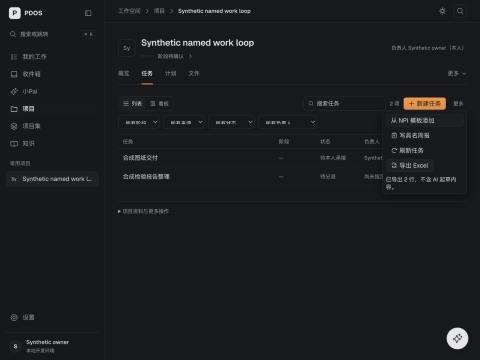 P PDOS
工作空间 > 项目 > Synthetic named work loop
搜索或跳转 ⌘ K
我的工作
收件箱
小Pai
项目
项目集
知识
常用项目
Sy Synthetic named work l...
设置
S Synthetic owner
本地开发环境
Sy Synthetic named work loop
阶段待确认 >
负责人 Synthetic owner（本人）
概览 任务 计划 文件 更多
列表 看板 搜索任务 2 项 + 新建任务 更多
任务 阶段 状态 负责人
合成图纸交付 — 待本人承接 Synthet
合成检验报告整理 — 待分派
项目资料与更多操作
从 NPI 模板添加
写具名周报
刷新任务
导出 Excel
已导出 2 行，不含 AI 起草内
容。